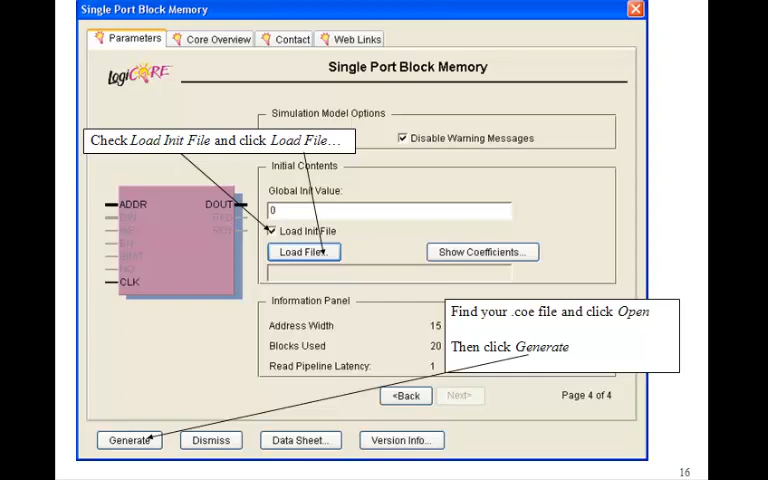 Single Port Block Memory
Parameters Core Overview Contact Web Links
LogiCORE
Single Port Block Memory
Simulation Model Options
Check Load Init File and click Load File...
Disable Warning Messages
Initial Contents
Global Init Value:
0
Load Init File
Load File...
Show Coefficients...
ADDR DOUT
EN
ND
CLK
Information Panel
Address Width 15
Blocks Used 20
Read Pipeline Latency: 1
Find your .coe file and click Open
Then click Generate
<Back Next> Page 4 of 4
Generate Dismiss Data Sheet... Version Info...
16